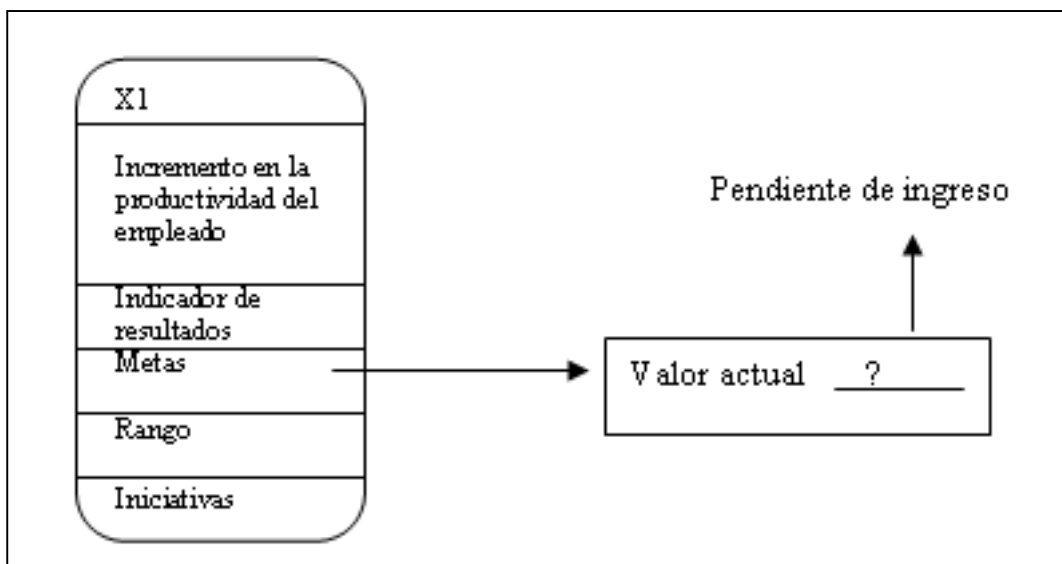 X1
Incremento en la
productividad del
empleado
Indicador de
resultados
Metas
Rango
Iniciativas
Pendiente de ingreso
Valor actual ?